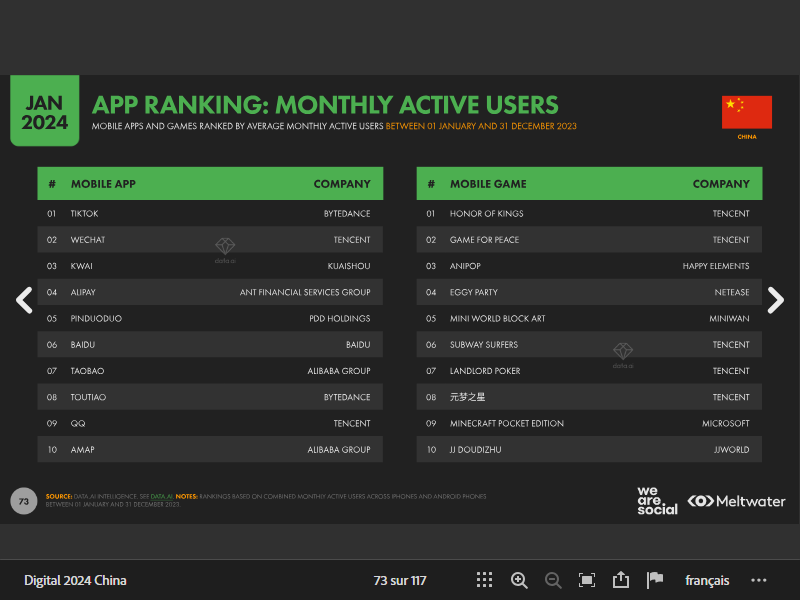 JAN
2024
APP RANKING: MONTHLY ACTIVE USERS
MOBILE APPS AND GAMES RANKED BY AVERAGE MONTHLY ACTIVE USERS BETWEEN 01 JANUARY AND 31 DECEMBER 2023
CHINA
# MOBILE APP COMPANY
01 TIKTOK BYTEDANCE
02 WECHAT TENCENT
03 KWAI KUAISHOU
04 ALIPAY ANT FINANCIAL SERVICES GROUP
05 PINDUODUO PDD HOLDINGS
06 BAIDU BAIDU
07 TAOBAO ALIBABA GROUP
08 TOUTIAO BYTEDANCE
09 QQ TENCENT
10 AMAP ALIBABA GROUP
data.ai
# MOBILE GAME COMPANY
01 HONOR OF KINGS TENCENT
02 GAME FOR PEACE TENCENT
03 ANIPOP HAPPY ELEMENTS
04 EGGY PARTY NETEASE
05 MINI WORLD BLOCK ART MINIWAN
06 SUBWAY SURFERS TENCENT
07 LANDLORD POKER TENCENT
08 元梦之星 TENCENT
09 MINECRAFT POCKET EDITION MICROSOFT
10 JJ DOUDIZHU JJWORLD
data.ai
73
SOURCE: DATA.AI INTELLIGENCE. SEE DATA.AI. NOTES: RANKINGS BASED ON COMBINED MONTHLY ACTIVE USERS ACROSS IPHONES AND ANDROID PHONES
BETWEEN 01 JANUARY AND 31 DECEMBER 2023.
we
are.
social
Meltwater
Digital 2024 China
73 sur 117
français